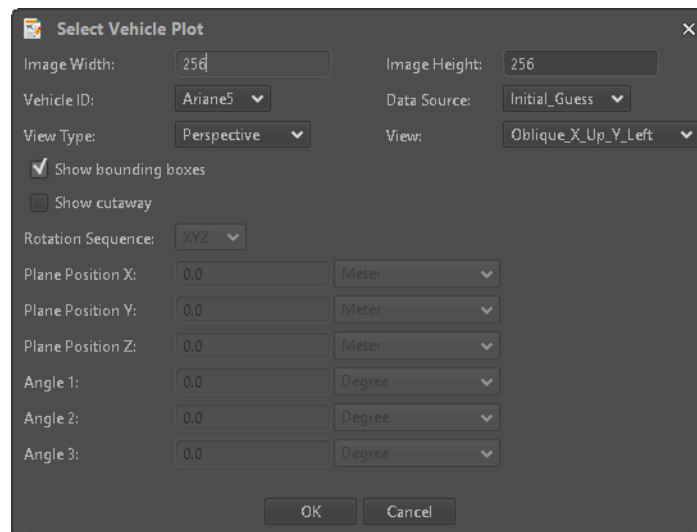 Select Vehicle Plot
Image Width: 256 Image Height: 256
Vehicle ID: Ariane5 Data Source: Initial_Guess
View Type: Perspective View: Oblique_X_Up_Y_Left
Show bounding boxes
Show cutaway
Rotation Sequence: XYZ
Plane Position X: 0.0 Meter
Plane Position Y: 0.0 Meter
Plane Position Z: 0.0 Meter
Angle 1: 0.0 Degree
Angle 2: 0.0 Degree
Angle 3: 0.0 Degree
OK Cancel